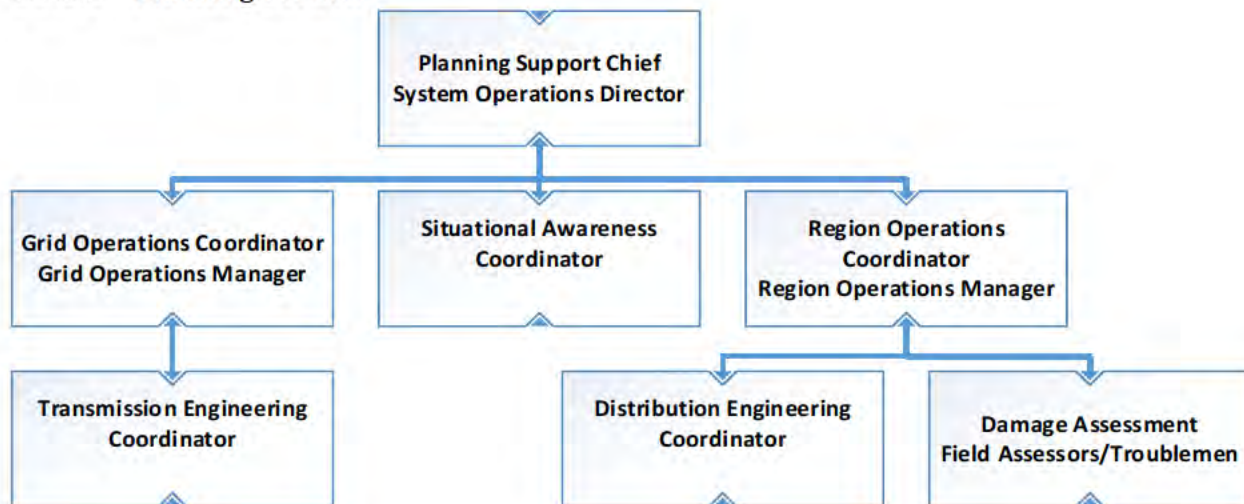 Planning Support Chief
System Operations Director
Grid Operations Coordinator
Grid Operations Manager
Situational Awareness
Coordinator
Region Operations
Coordinator
Region Operations Manager
Transmission Engineering
Coordinator
Distribution Engineering
Coordinator
Damage Assessment
Field Assessors/Troublemen